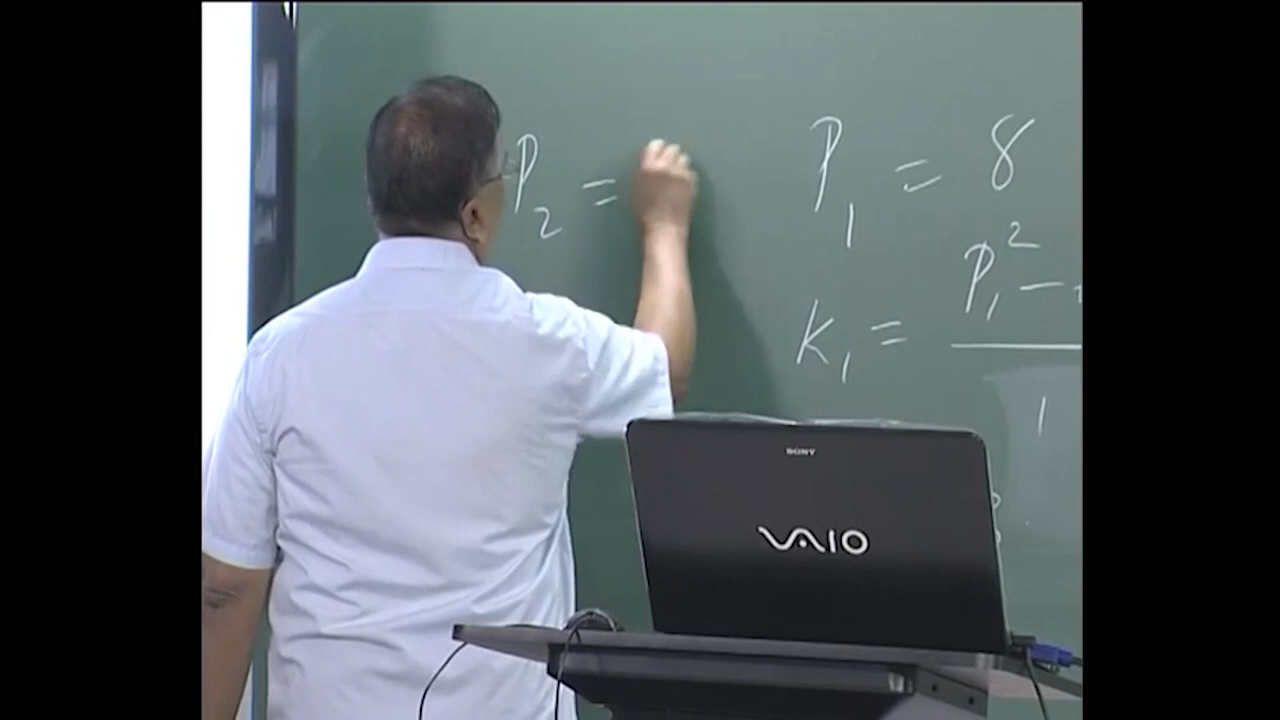 P₂ =
P₁ = 8
K₁ = P₁² -
1
SONY
VAIO